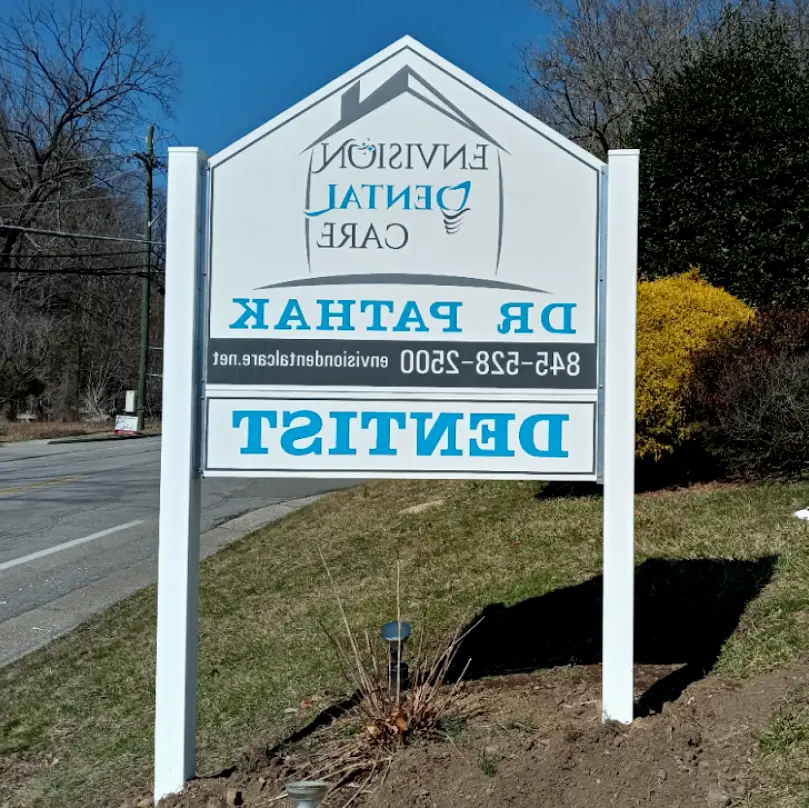 ENVISION
DENTAL
CARE
DR PATHAK
845-528-2500 envisiondentalcare.net
DENTIST